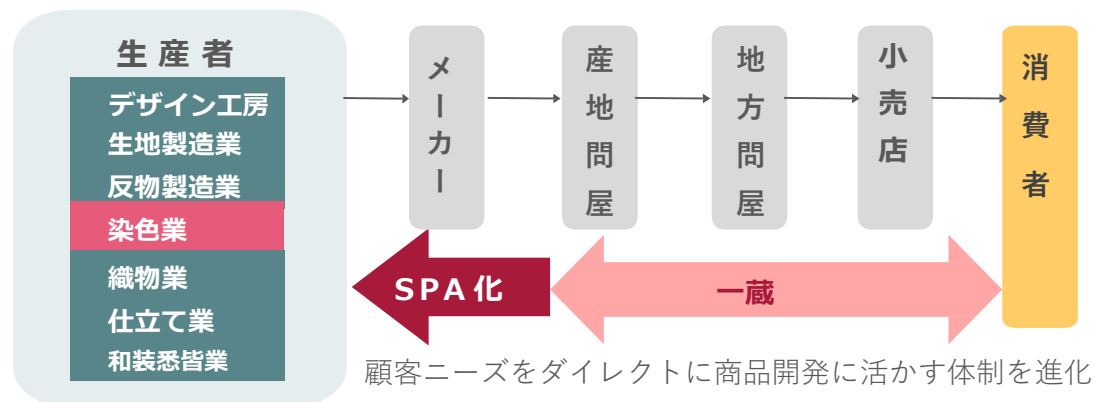 生産者
デザイン工房
生地製造業
反物製造業
染色業
織物業
仕立て業
和装悉皆業
メーカー
産地問屋
地方問屋
小売店
消費者
SPA化
一蔵
顧客ニーズをダイレクトに商品開発に活かす体制を進化